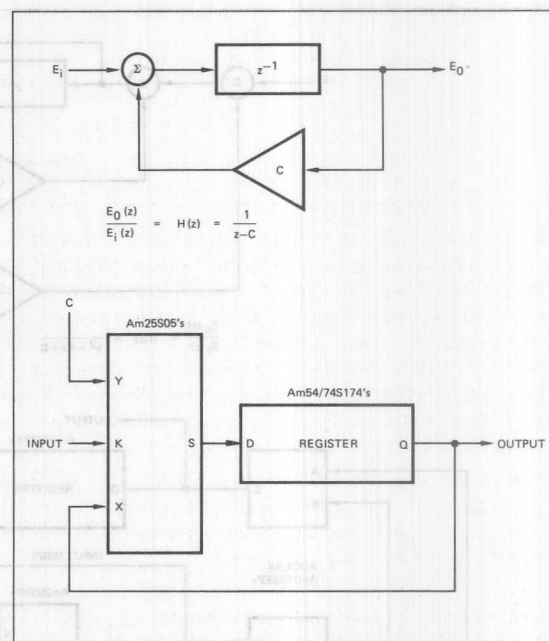 Ei Σ z⁻¹ E0
C
E0 (z) / Ei (z) = H (z) = 1 / z–C
C
Am25S05's
Y
Am54/74S174's
INPUT K S D REGISTER Q OUTPUT
X